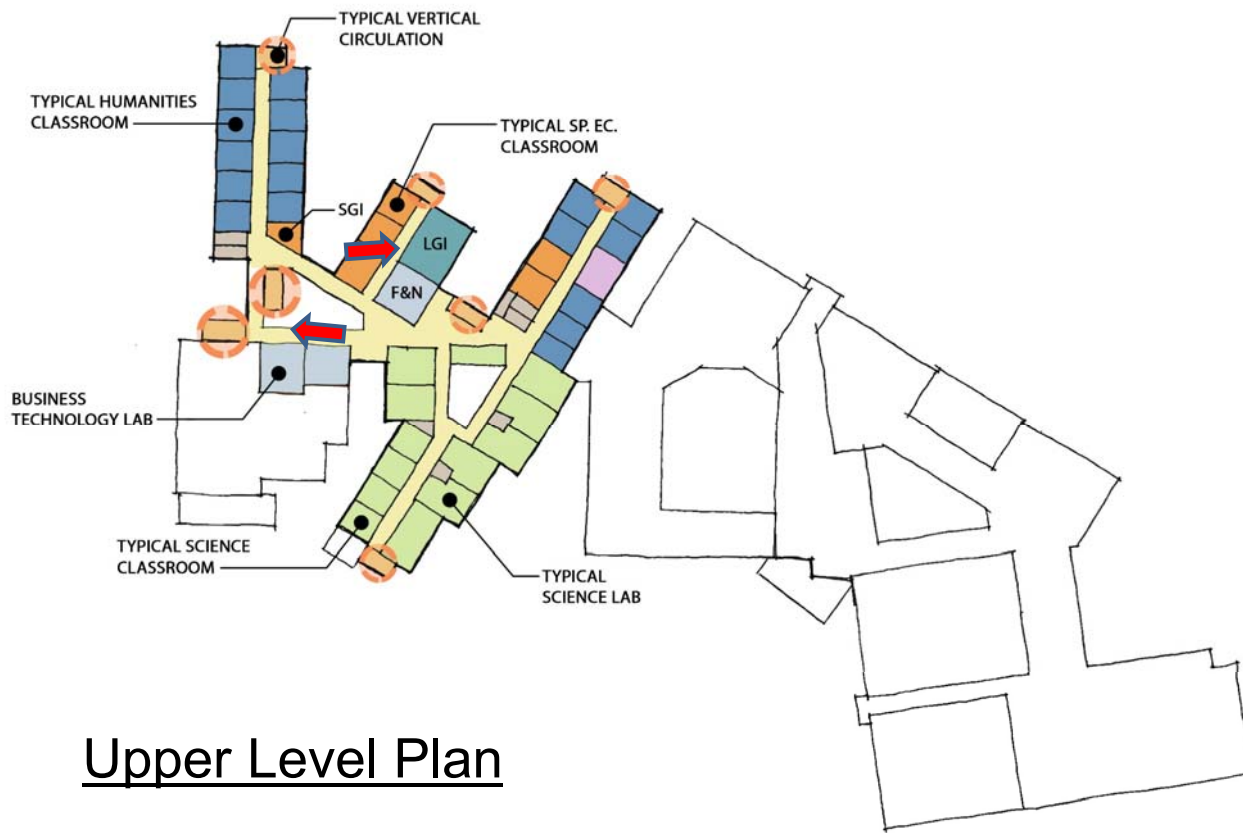 TYPICAL VERTICAL
CIRCULATION
TYPICAL HUMANITIES
CLASSROOM
TYPICAL SP. EC.
CLASSROOM
SGI
LGI
F&N
BUSINESS
TECHNOLOGY LAB
TYPICAL SCIENCE
CLASSROOM
TYPICAL
SCIENCE LAB
Upper Level Plan